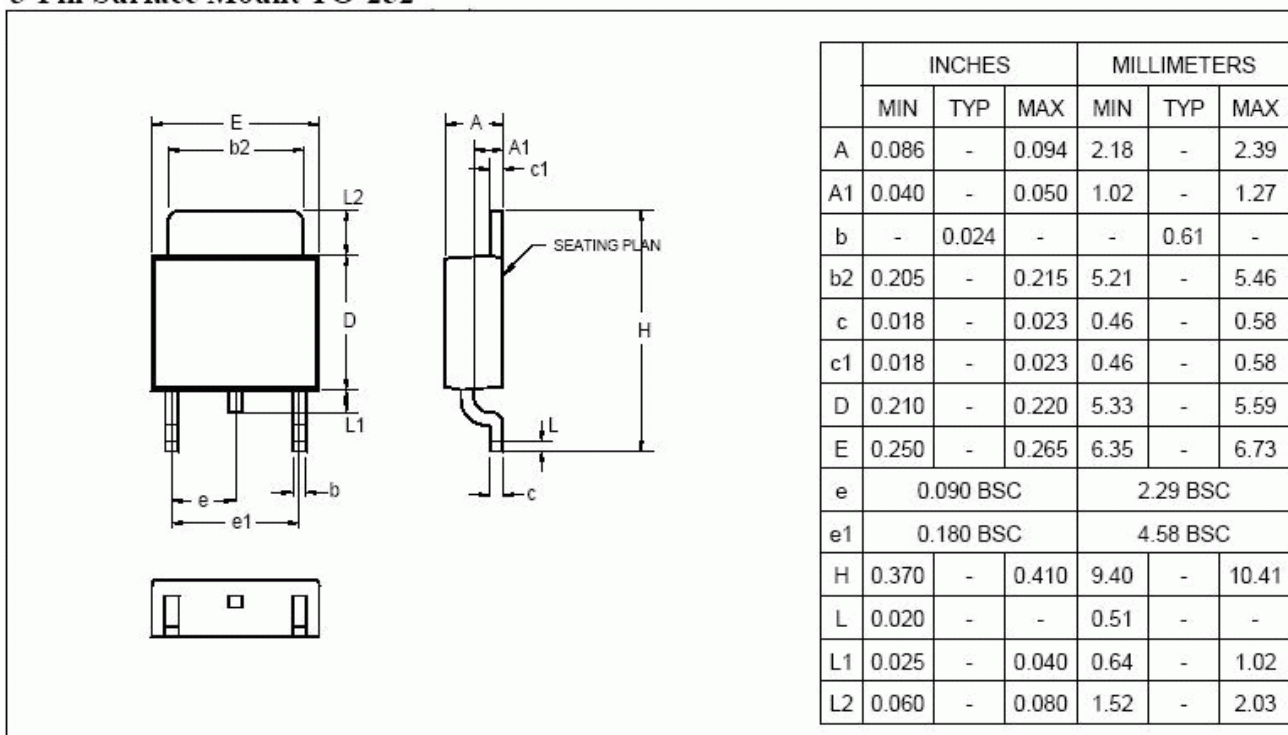 3-Pin Surface Mount TO-252
E
b2
L2
D
L1
e
b
e1
A
A1
c1
SEATING PLAN
H
L
c
INCHES MILLIMETERS
MIN TYP MAX MIN TYP MAX
A 0.086 - 0.094 2.18 - 2.39
A1 0.040 - 0.050 1.02 - 1.27
b - 0.024 - - 0.61 -
b2 0.205 - 0.215 5.21 - 5.46
c 0.018 - 0.023 0.46 - 0.58
c1 0.018 - 0.023 0.46 - 0.58
D 0.210 - 0.220 5.33 - 5.59
E 0.250 - 0.265 6.35 - 6.73
e 0.090 BSC 2.29 BSC
e1 0.180 BSC 4.58 BSC
H 0.370 - 0.410 9.40 - 10.41
L 0.020 - - 0.51 - -
L1 0.025 - 0.040 0.64 - 1.02
L2 0.060 - 0.080 1.52 - 2.03